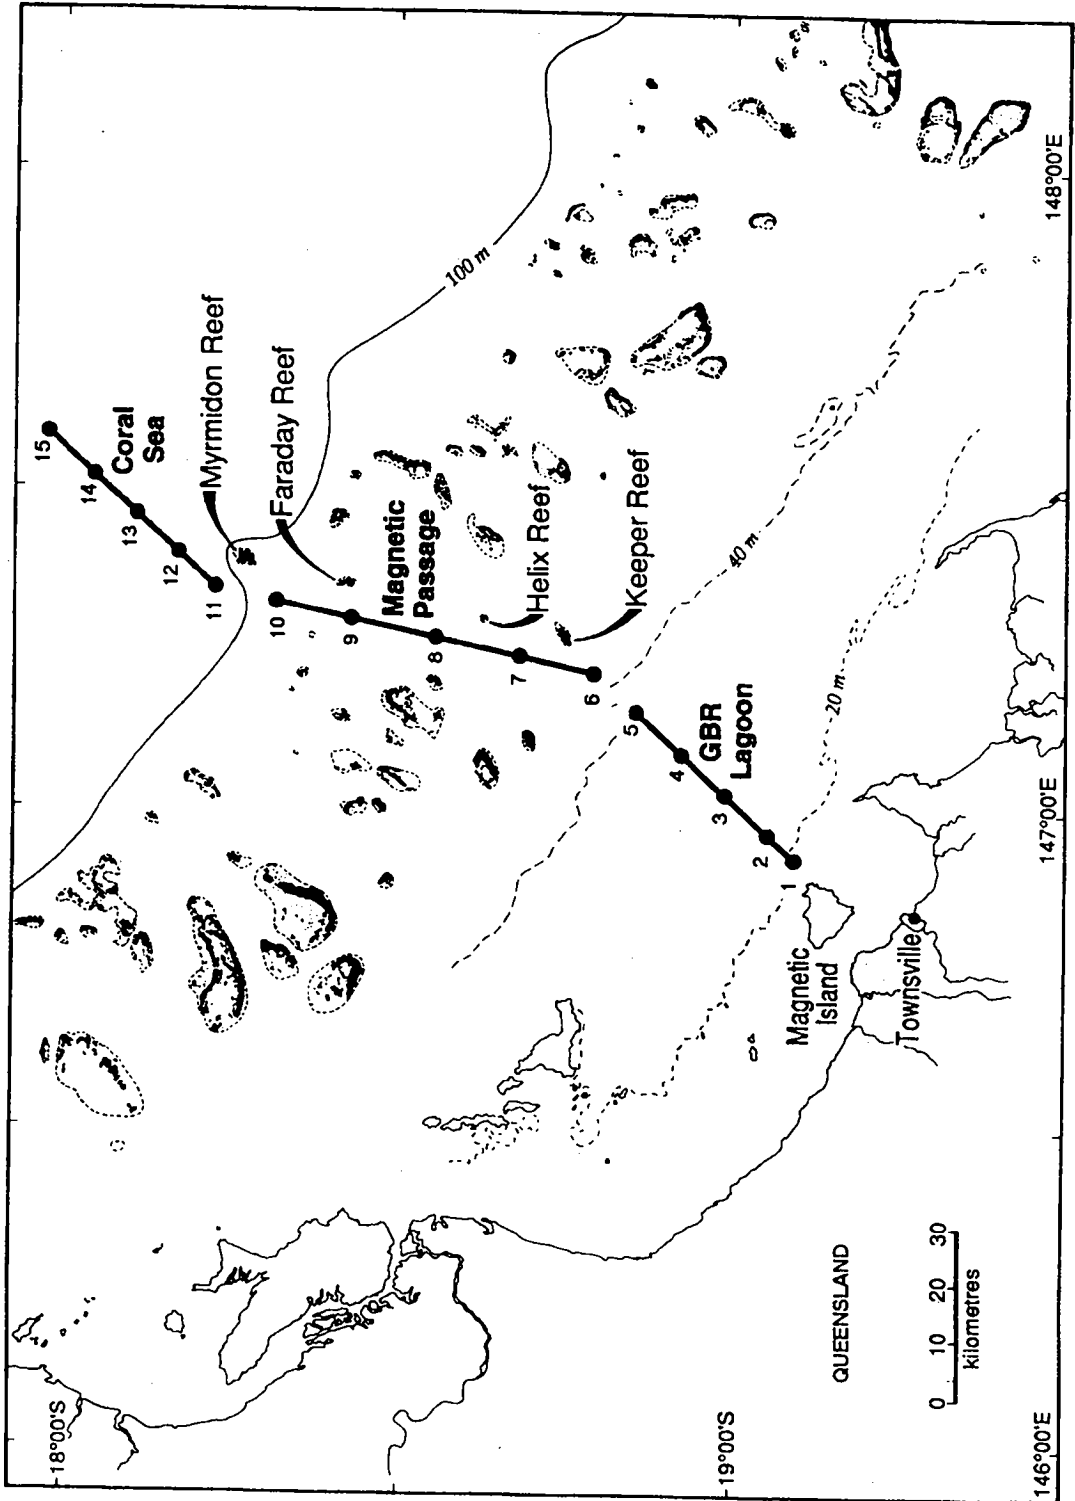 15
14
13
12
11
Coral
Sea
Myrmidon Reef
Faraday Reef
100 m
10
9
8
7
6
Magnetic
Passage
Helix Reef
Keeper Reef
40 m
5
4
3
2
1
GBR
Lagoon
20 m
Magnetic
Island
Townsville
QUEENSLAND
0 10 20 30
kilometres
18°00'S
19°00'S
146°00'E
147°00'E
148°00'E